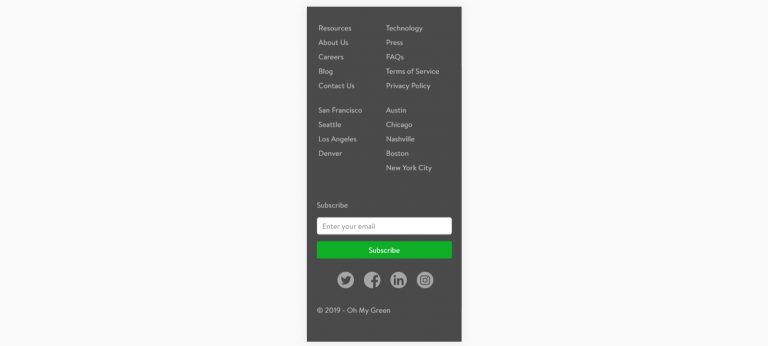 Resources Technology
About Us Press
Careers FAQs
Blog Terms of Service
Contact Us Privacy Policy
San Francisco Austin
Seattle Chicago
Los Angeles Nashville
Denver Boston
New York City
Subscribe
Enter your email
Subscribe
© 2019 - Oh My Green